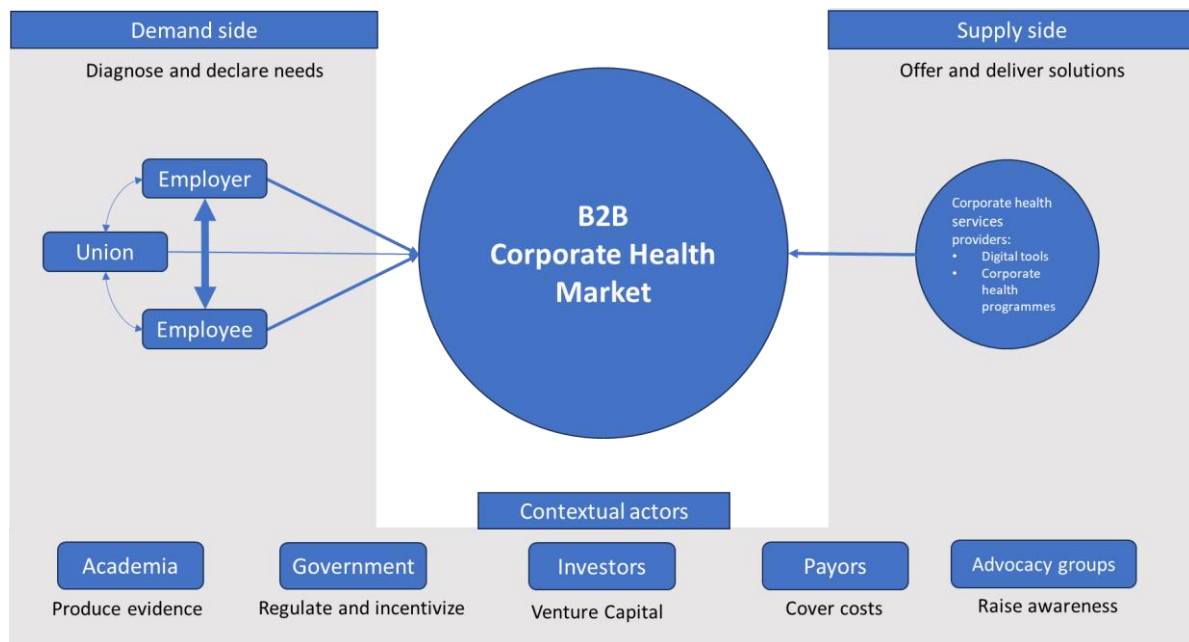 Demand side
Diagnose and declare needs
Supply side
Offer and deliver solutions
Employer
Union
Employee
B2B
Corporate Health
Market
Corporate health
services
providers:
• Digital tools
• Corporate
health
programmes
Contextual actors
Academia
Produce evidence
Government
Regulate and incentivize
Investors
Venture Capital
Payors
Cover costs
Advocacy groups
Raise awareness